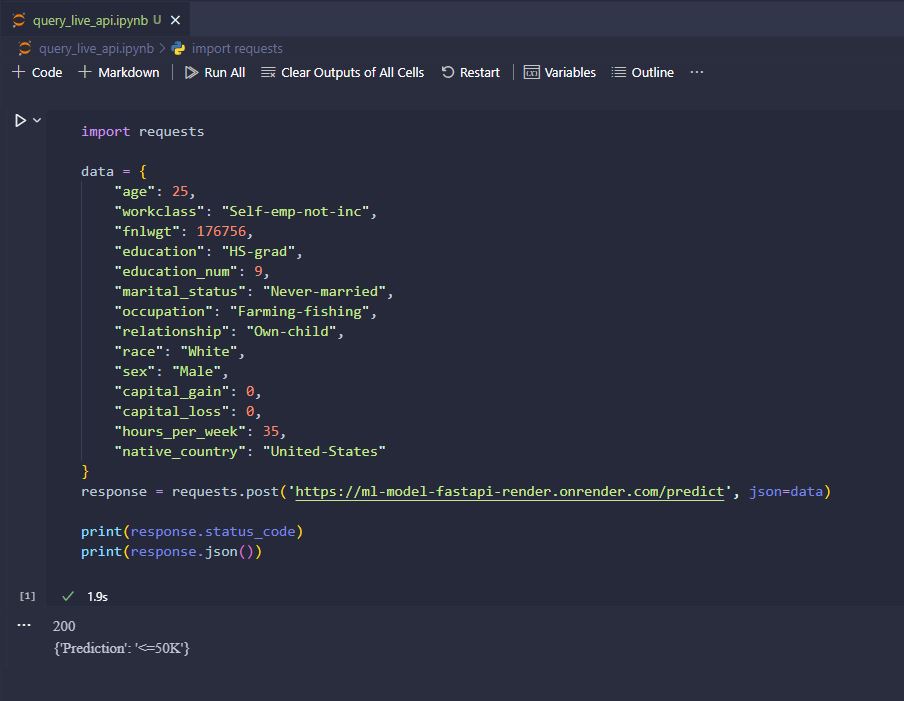 query_live_api.ipynb U ×
query_live_api.ipynb > import requests
+ Code + Markdown | Run All Clear Outputs of All Cells Restart | Variables Outline ...
import requests
data = {
"age": 25,
"workclass": "Self-emp-not-inc",
"fnlwgt": 176756,
"education": "HS-grad",
"education_num": 9,
"marital_status": "Never-married",
"occupation": "Farming-fishing",
"relationship": "Own-child",
"race": "White",
"sex": "Male",
"capital_gain": 0,
"capital_loss": 0,
"hours_per_week": 35,
"native_country": "United-States"
}
response = requests.post('https://ml-model-fastapi-render.onrender.com/predict', json=data)
print(response.status_code)
print(response.json())
[1] ✓ 1.9s
... 200
{'Prediction': '<=50K'}